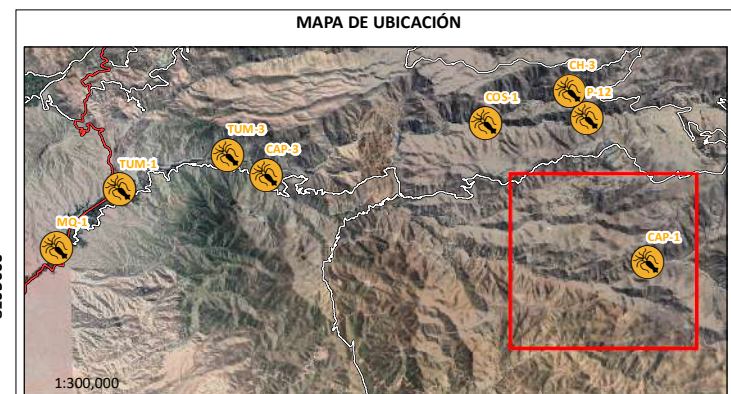 MAPA DE UBICACIÓN
CH-3
P-12
COS-1
TUM-3
CAP-3
TUM-1
MQ-1
CAP-1
1:300,000